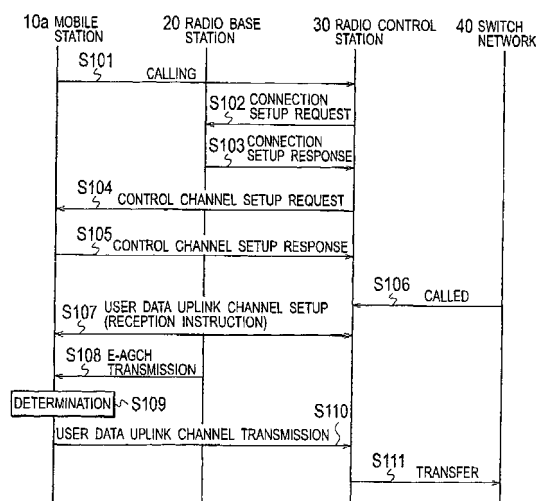 10a MOBILE STATION
20 RADIO BASE STATION
30 RADIO CONTROL STATION
40 SWITCH NETWORK
S101
CALLING
S102 CONNECTION
SETUP REQUEST
S103 CONNECTION
SETUP RESPONSE
S104
CONTROL CHANNEL SETUP REQUEST
S105
CONTROL CHANNEL SETUP RESPONSE
S106
CALLED
S107 USER DATA UPLINK CHANNEL SETUP
(RECEPTION INSTRUCTION)
S108 E-AGCH
TRANSMISSION
DETERMINATION S109
S110
USER DATA UPLINK CHANNEL TRANSMISSION
S111
TRANSFER